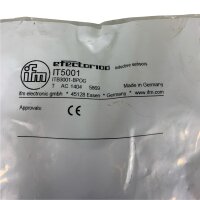 efector100
inductive sensors
ifm
IT5001
ITB3001-BPOG
T AC 1404 5609
Made in Germany
ifm electronic gmbh * 45128 Essen * Germany
www.ifm.com
Approvals:
CE